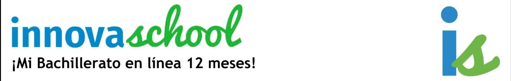 innovaschool
¡Mi Bachillerato en línea 12 meses!
is